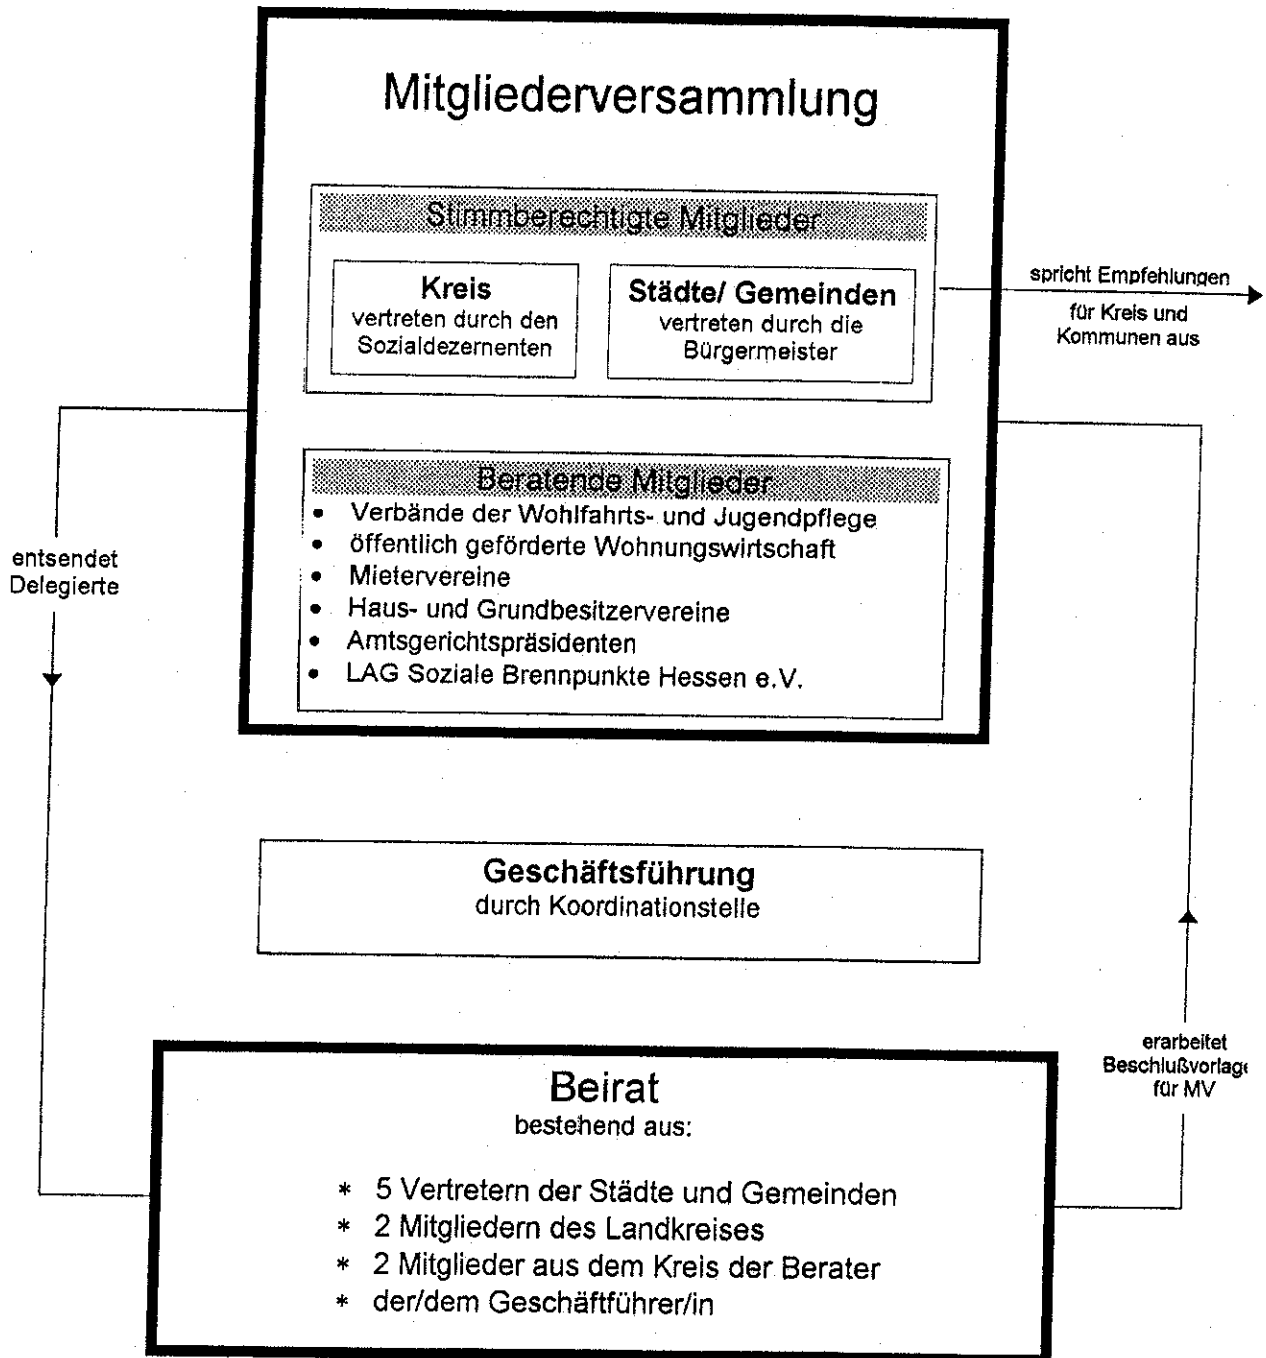 Mitgliederversammlung
Stimmberechtigte Mitglieder
Kreis
vertreten durch den
Sozialdezernenten
Städte/ Gemeinden
vertreten durch die
Bürgermeister
spricht Empfehlungen
für Kreis und
Kommunen aus
Beratende Mitglieder
• Verbände der Wohlfahrts- und Jugendpflege
• öffentlich geförderte Wohnungswirtschaft
• Mietervereine
• Haus- und Grundbesitzervereine
• Amtsgerichtspräsidenten
• LAG Soziale Brennpunkte Hessen e.V.
entsendet
Delegierte
Geschäftsführung
durch Koordinationstelle
erarbeitet
Beschlußvorlage
für MV
Beirat
bestehend aus:
* 5 Vertretern der Städte und Gemeinden
* 2 Mitgliedern des Landkreises
* 2 Mitglieder aus dem Kreis der Berater
* der/dem Geschäftführer/in